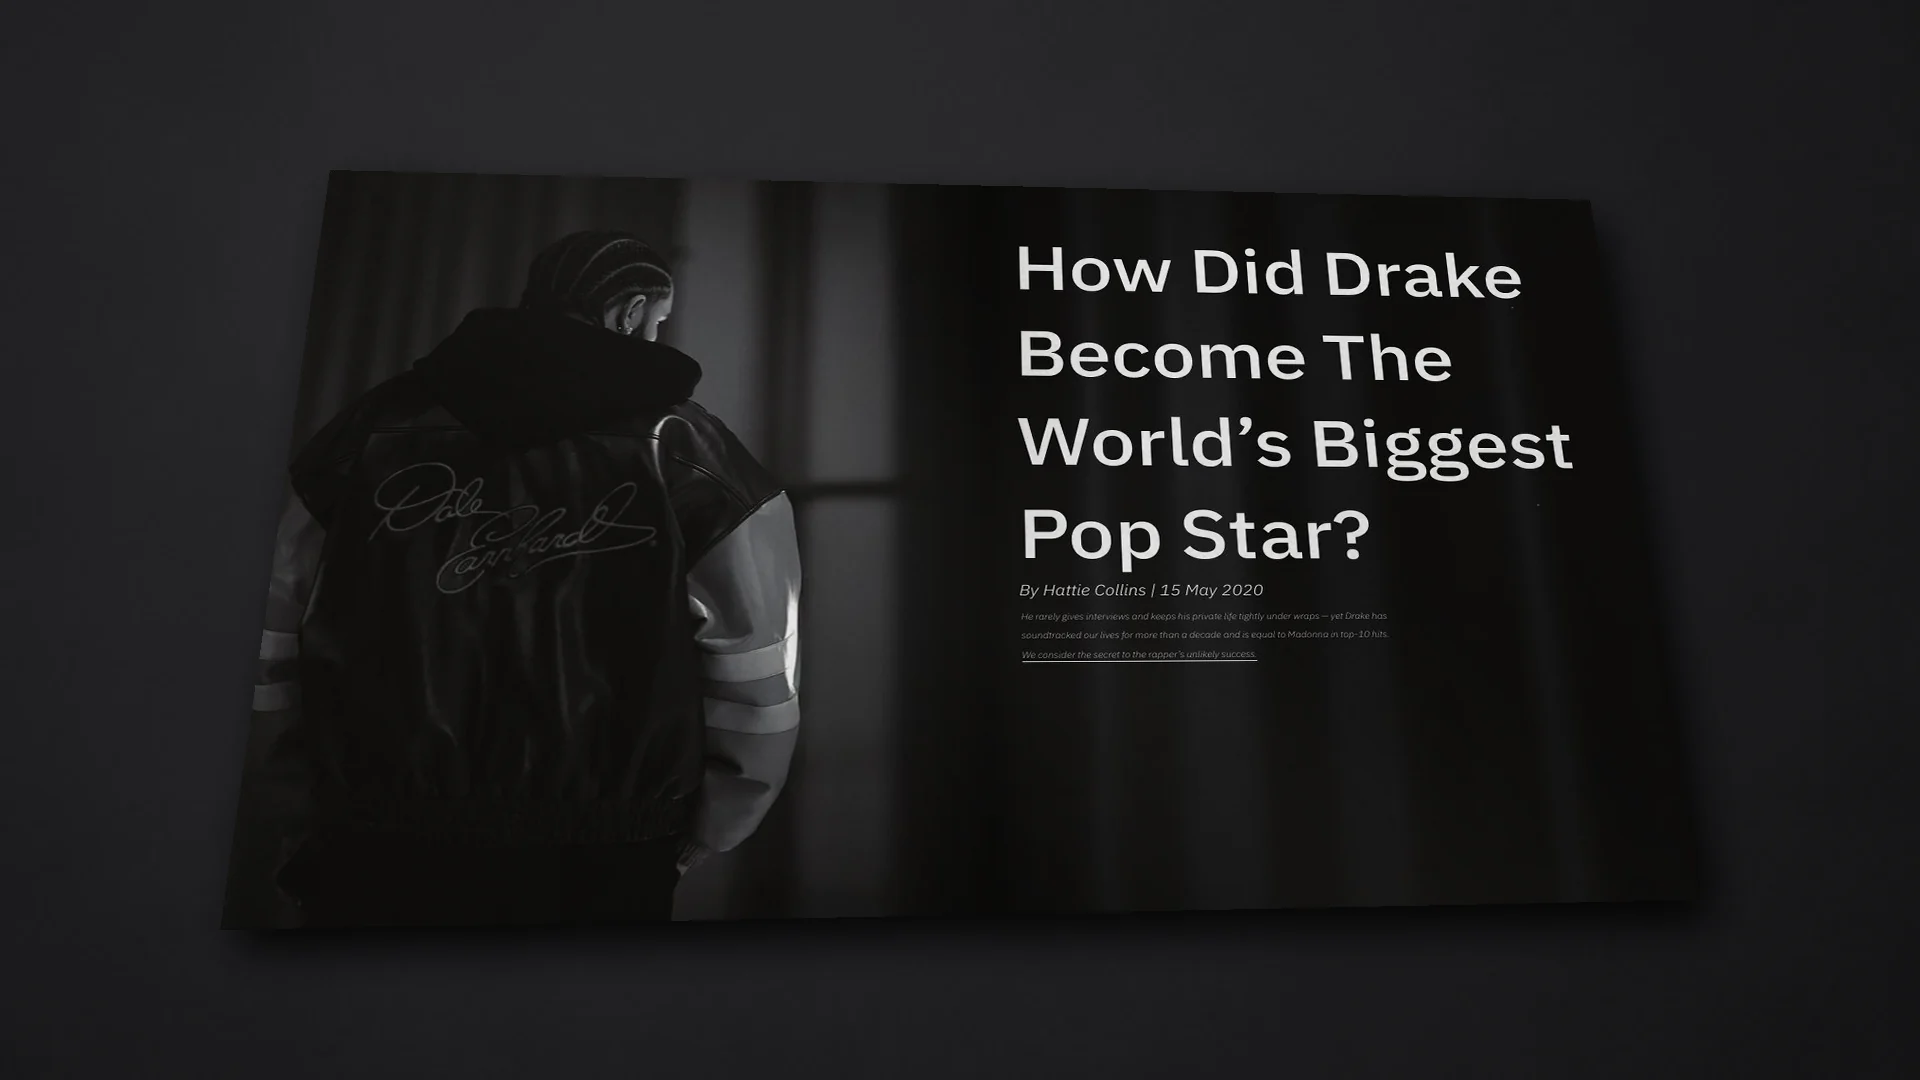 How Did Drake
Become The
World’s Biggest
Pop Star?
By Hattie Collins | 15 May 2020
He rarely gives interviews and keeps his private life tightly under wraps — yet Drake has
soundtracked our lives for more than a decade and is equal to Madonna in top-10 hits.
We consider the secret to the rapper’s unlikely success.
Dale
Earnhardt